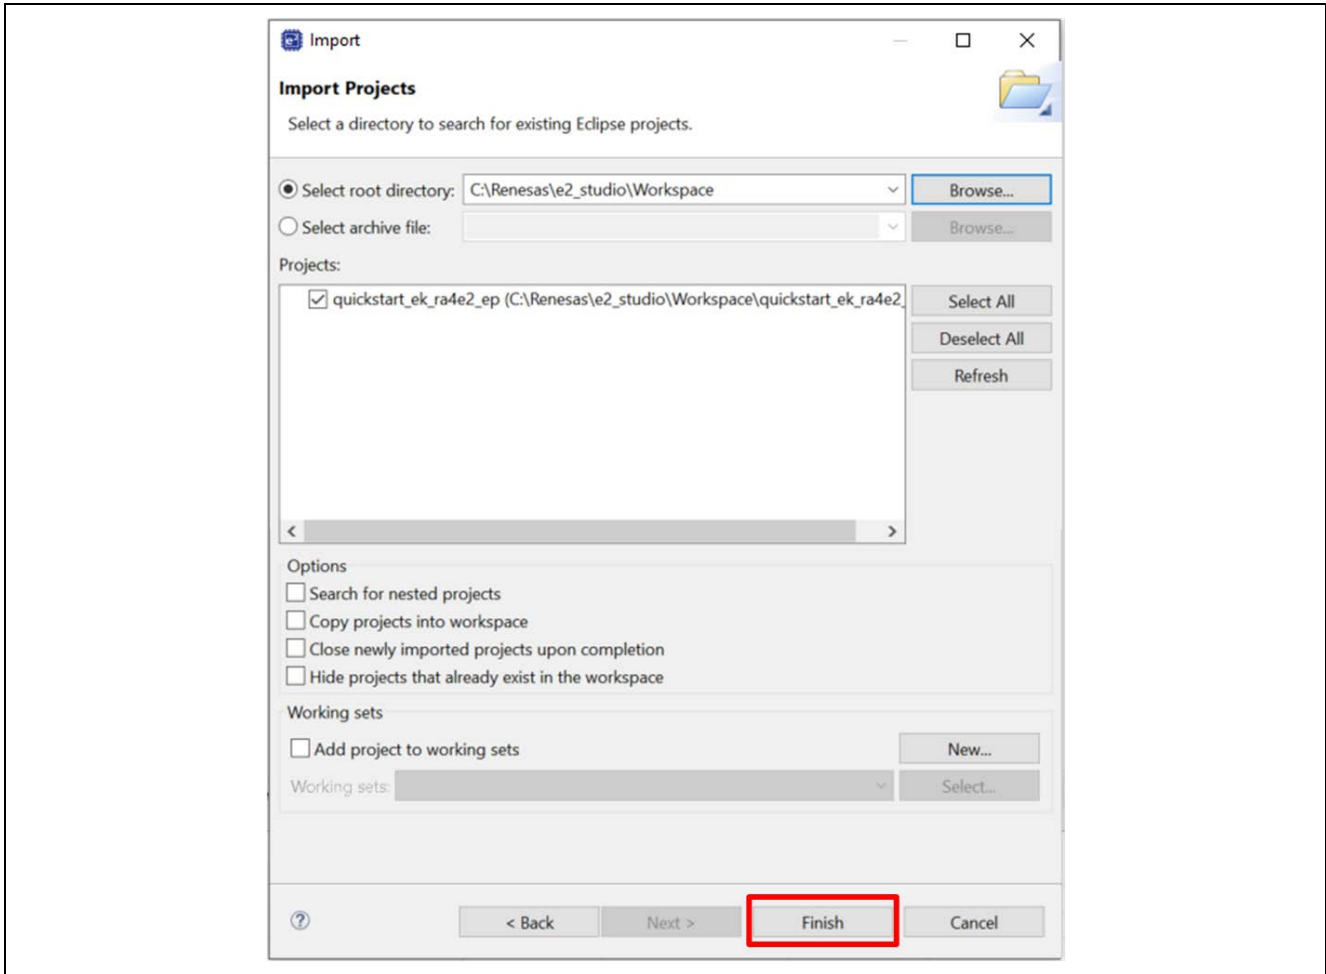 Import
Import Projects
Select a directory to search for existing Eclipse projects.
Select root directory: C:\Renesas\e2_studio\Workspace Browse...
Select archive file: Browse...
Projects:
quickstart_ek_ra4e2_ep (C:\Renesas\e2_studio\Workspace\quickstart_ek_ra4e2_ Select All
Deselect All
Refresh
Options
Search for nested projects
Copy projects into workspace
Close newly imported projects upon completion
Hide projects that already exist in the workspace
Working sets
Add project to working sets New...
Working sets: Select...
? < Back Next > Finish Cancel